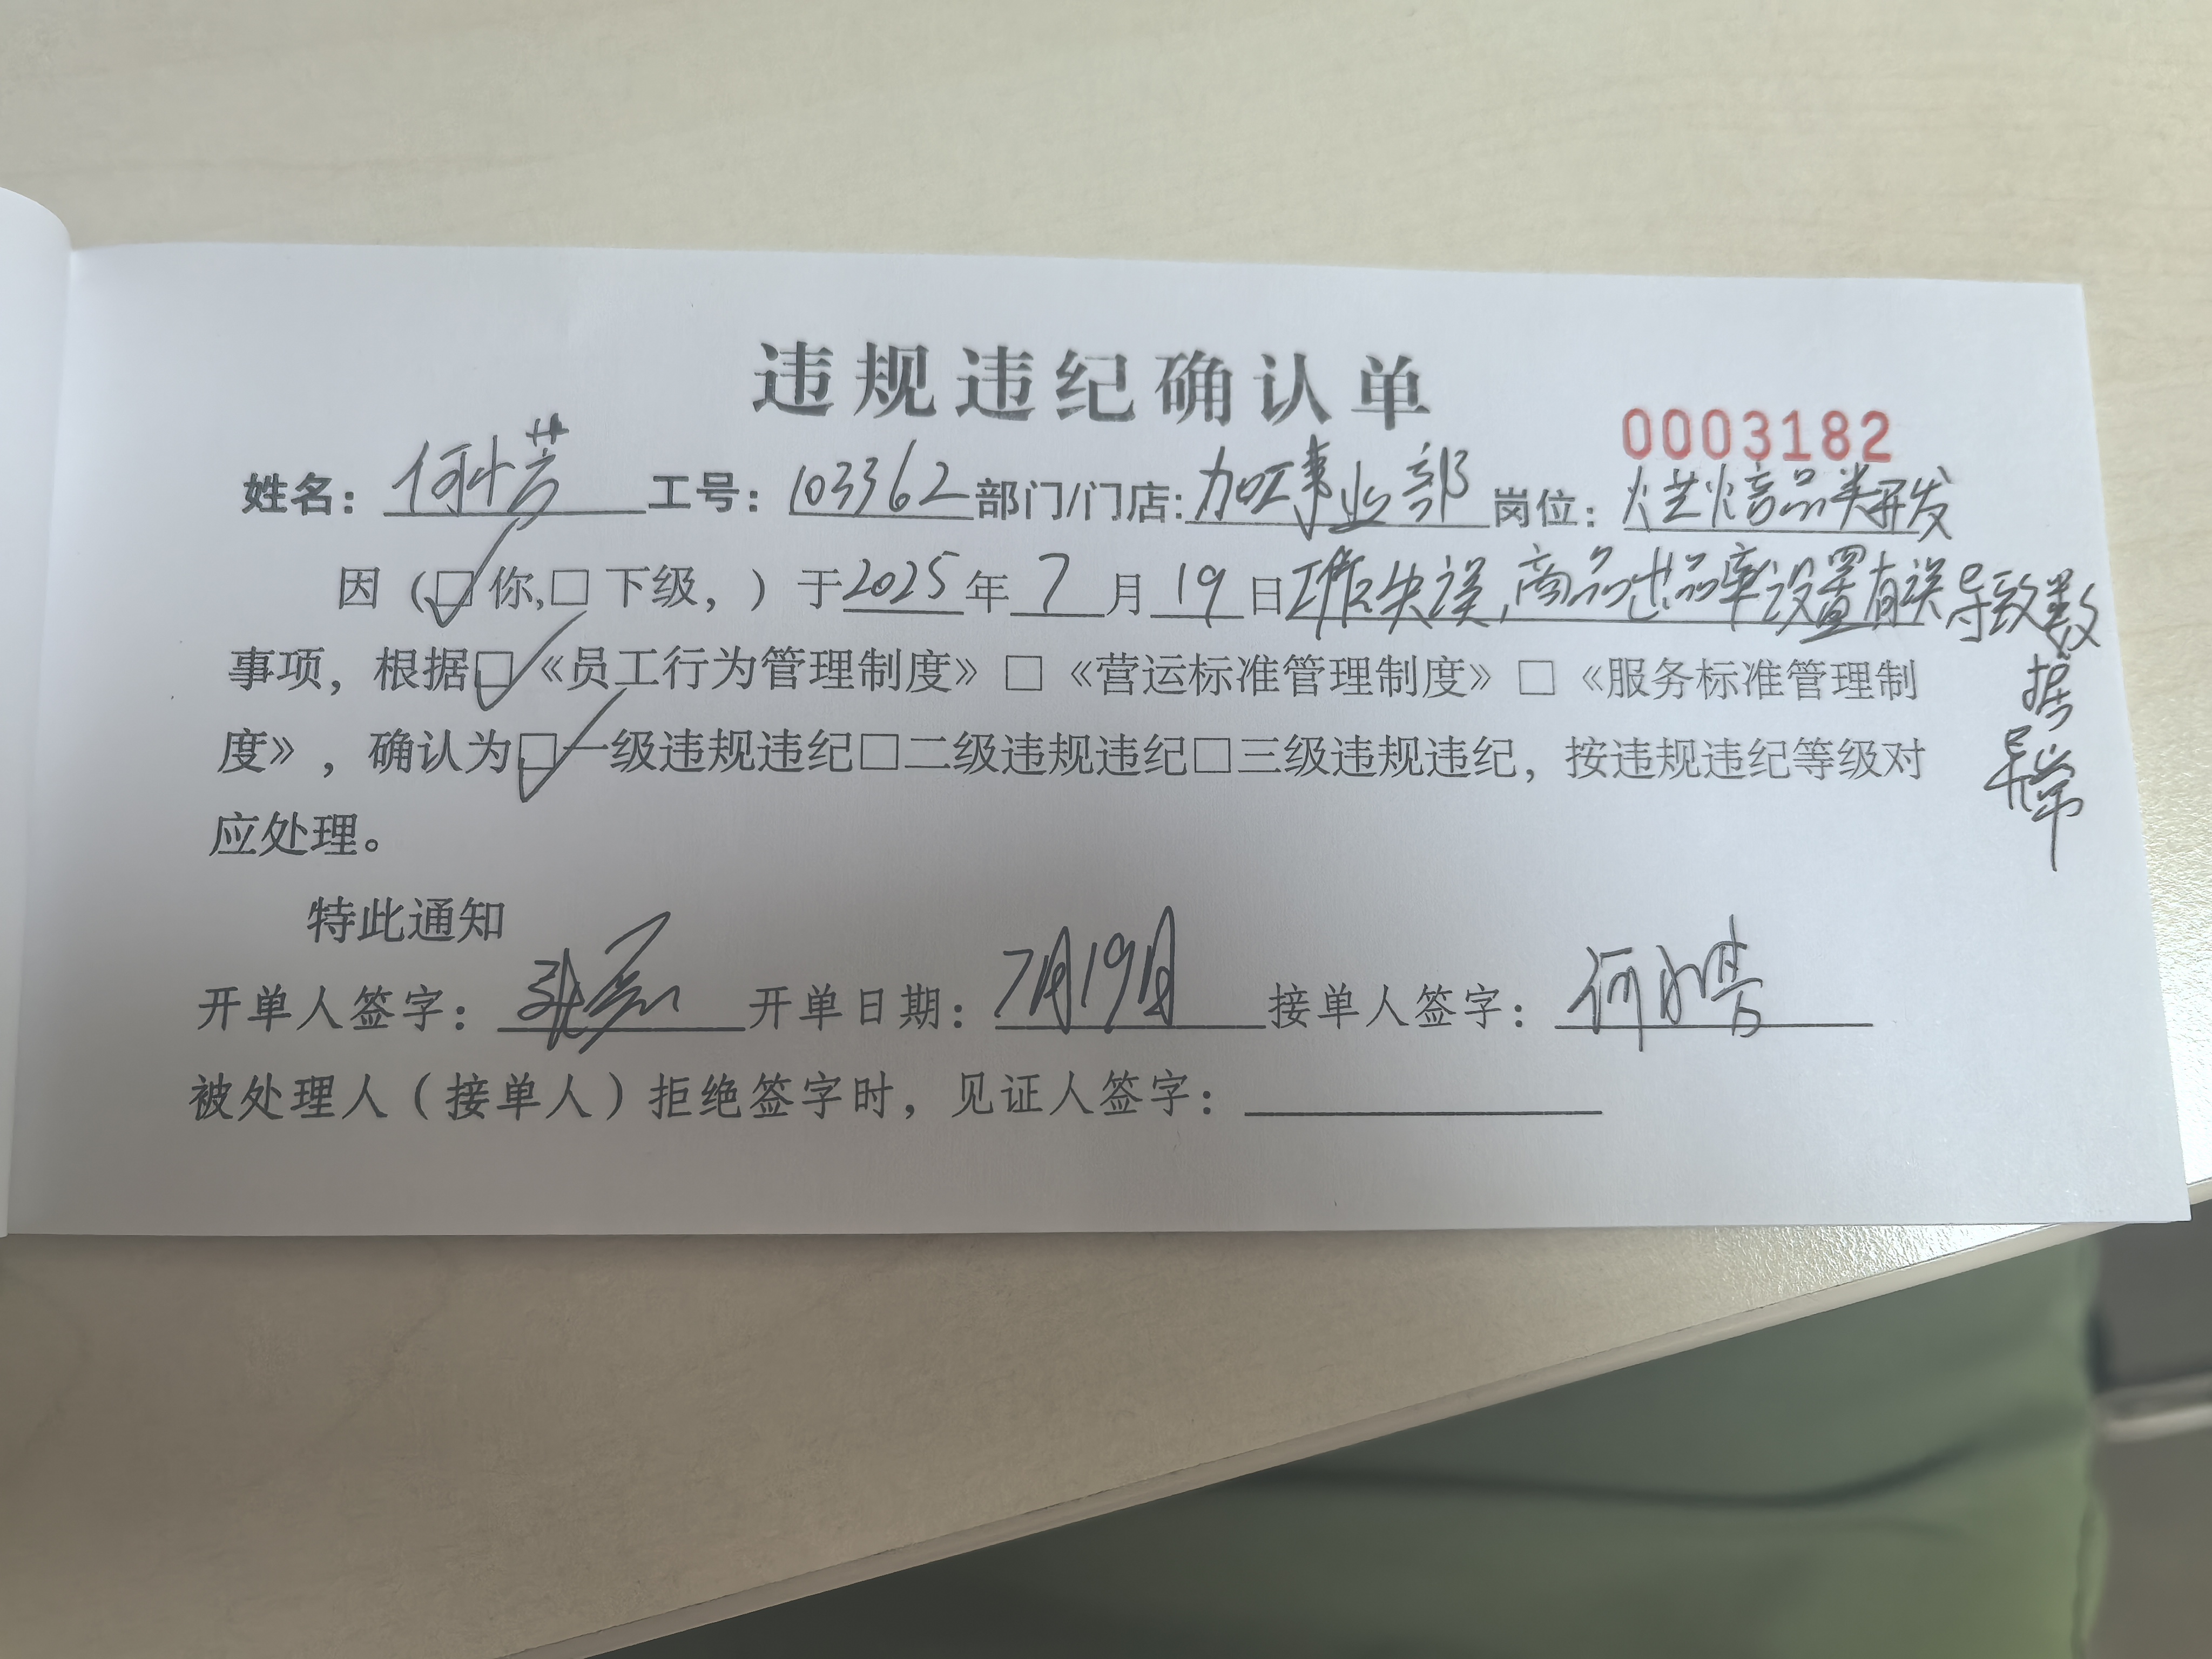 违规违纪确认单
0003182
姓名：何小芳 工号：103362 部门/门店:加工事业部 岗位：烘焙品类开发
因（☑你,□下级，）于2025年7月19日工作失误,商品出品率设置有误导致数
据异常
事项，根据☑《员工行为管理制度》□《营运标准管理制度》□《服务标准管理制
度》，确认为☑一级违规违纪□二级违规违纪□三级违规违纪，按违规违纪等级对
应处理。
特此通知
开单人签字：张 开单日期：7月19日 接单人签字：何小芳
被处理人（接单人）拒绝签字时，见证人签字：